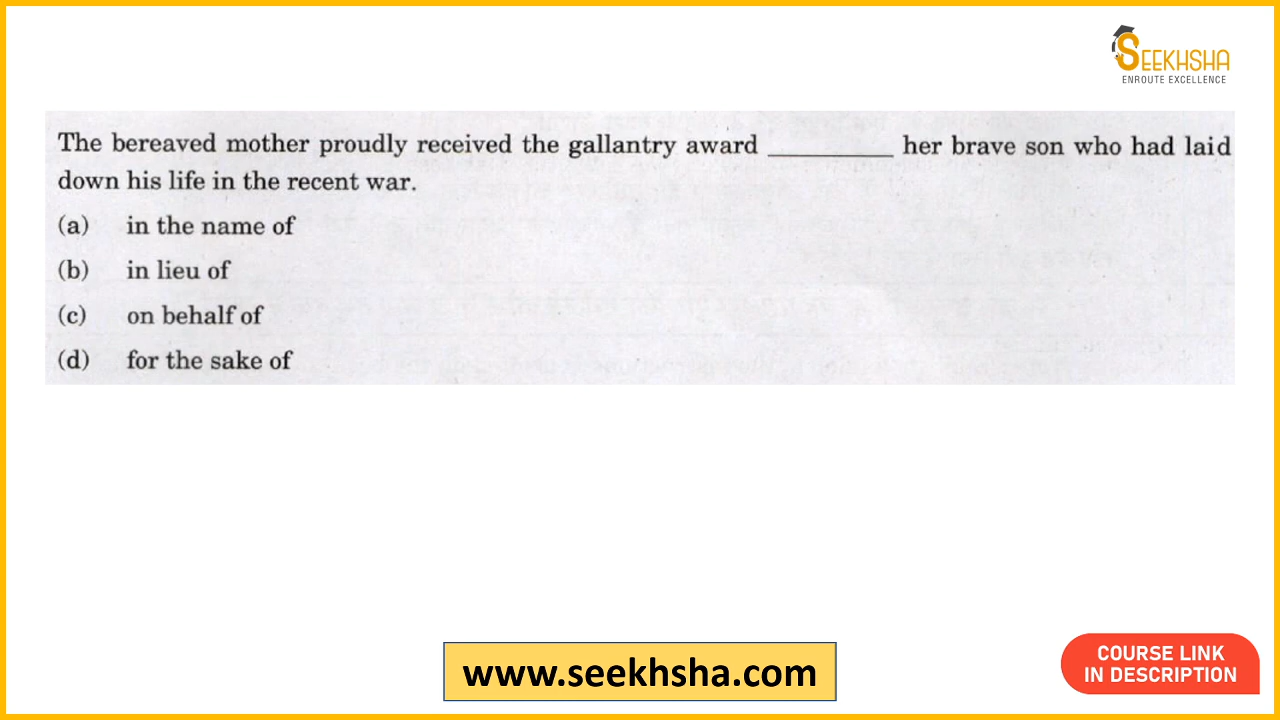 SEEKHSHA
ENROUTE EXCELLENCE
The bereaved mother proudly received the gallantry award __________ her brave son who had laid
down his life in the recent war.
(a) in the name of
(b) in lieu of
(c) on behalf of
(d) for the sake of
www.seekhsha.com
COURSE LINK
IN DESCRIPTION